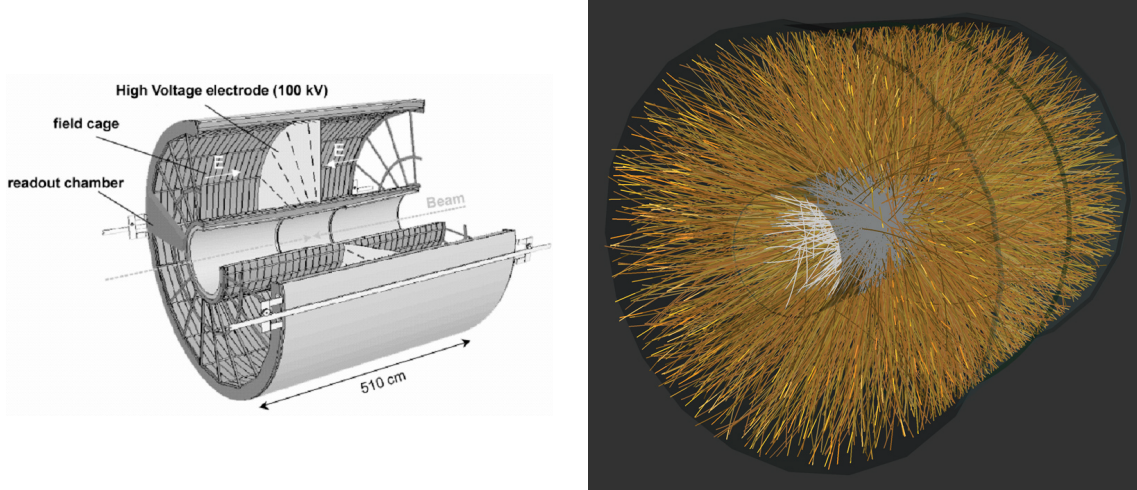 High Voltage electrode (100 kV)
field cage
E
E
readout chamber
Beam
510 cm